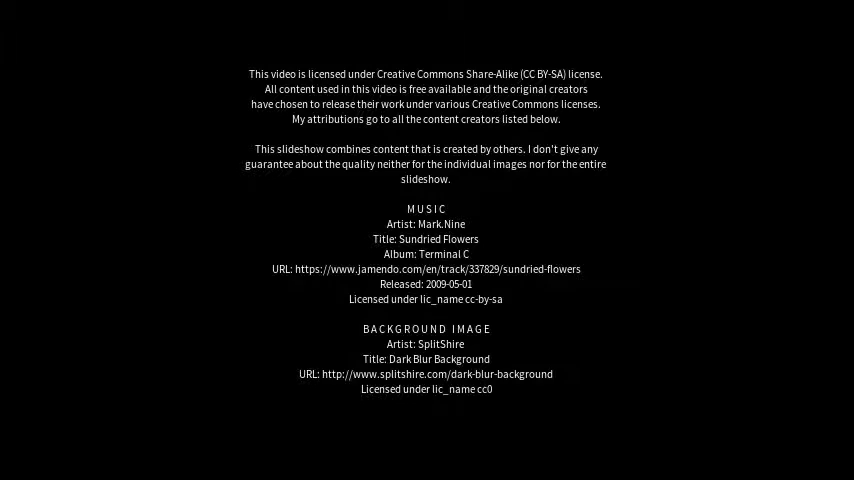 This video is licensed under Creative Commons Share-Alike (CC BY-SA) license.
All content used in this video is free available and the original creators
have chosen to release their work under various Creative Commons licenses.
My attributions go to all the content creators listed below.
This slideshow combines content that is created by others. I don't give any
guarantee about the quality neither for the individual images nor for the entire
slideshow.
MUSIC
Artist: Mark.Nine
Title: Sundried Flowers
Album: Terminal C
URL: https://www.jamendo.com/en/track/337829/sundried-flowers
Released: 2009-05-01
Licensed under lic_name cc-by-sa
BACKGROUND IMAGE
Artist: SplitShire
Title: Dark Blur Background
URL: http://www.splitshire.com/dark-blur-background
Licensed under lic_name cc0